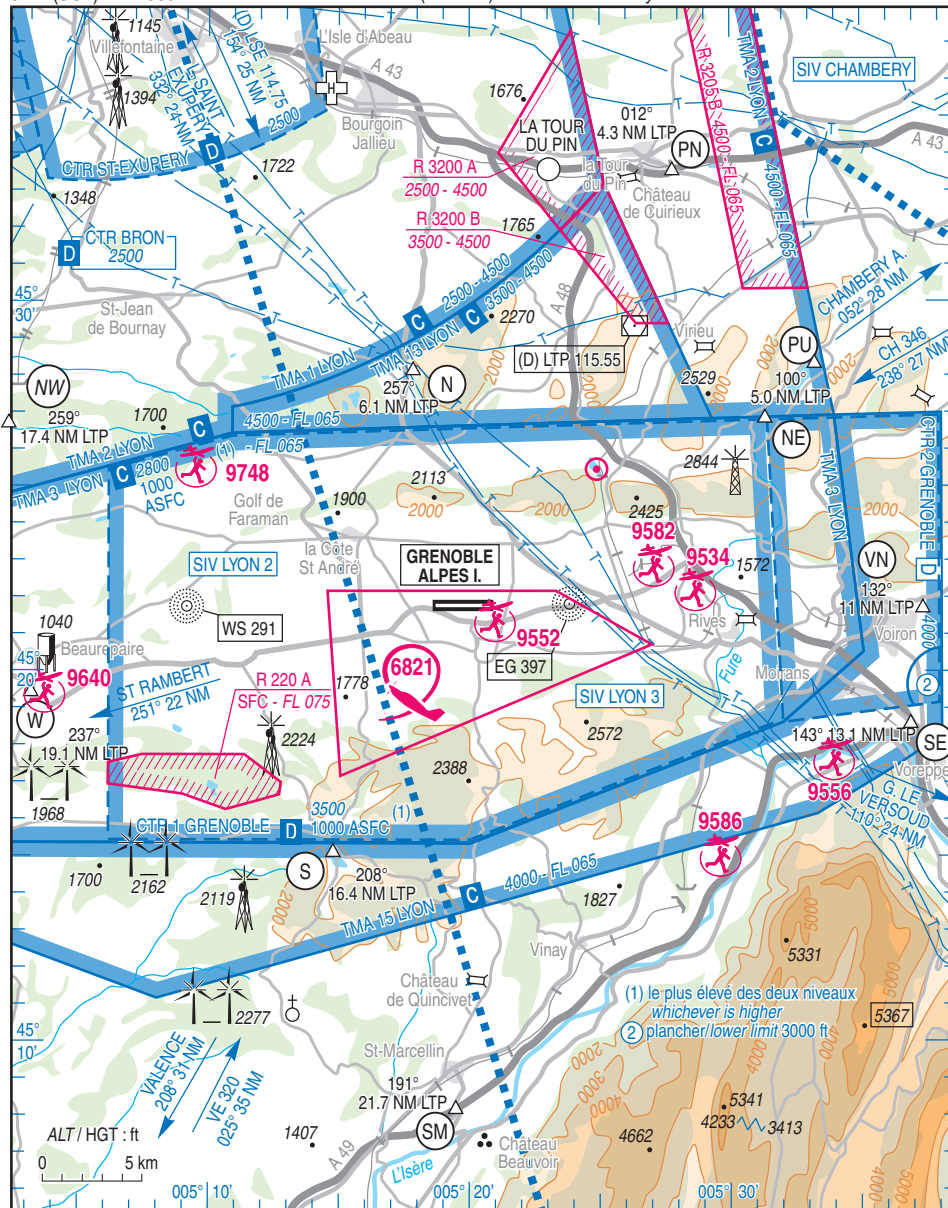 1145
Villefontaine
1394
L. SAINT
EXUPERY
332° 24 NM
(D) LSE 114.75
154° 25 NM
2500
L'Isle d'Abeau
A 43
Bourgoin
Jallieu
1676
LA TOUR
DU PIN
la Tour
du Pin
012°
4.3 NM LTP
PN
Château
de Cuirieux
R 3205 B - 4500 - FL 065
TMA 2 LYON
C
4500 - FL 065
SIV CHAMBERY
A 43
CTR ST-EXUPERY
D
1722
1348
R 3200 A
2500 - 4500
R 3200 B
3500 - 4500
1765
CTR BRON
2500
D
45°
30'
St-Jean
de Bournay
2500 - 4500
3500 - 4500
C
C
TMA 1 LYON
TMA 13 LYON
2270
A 48
2000
Virieu
(D) LTP 115.55
2529
2000
CHAMBERY A.
052° 28 NM
CH 346
238° 27 NM
PU
100°
5.0 NM LTP
NW
259°
17.4 NM LTP
257°
6.1 NM LTP
N
1700
4500 - FL 065
C
TMA 2 LYON
TMA 3 LYON
C
2800
1000
ASFC
(1)
- FL 065
9748
NE
2844
TMA 3 LYON
CTR 2 GRENOBLE
D
4000
2113
2000
2425
2000
2000
Golf de
Faraman
1900
la Côte
St André
9582
9534
1572
SIV LYON 2
GRENOBLE
ALPES I.
VN
132°
11 NM LTP
Voiron
WS 291
9552
EG 397
Rives
Fure
Moirans
1040
Beaurepaire
45°
20'
9640
W
237°
19.1 NM LTP
ST RAMBERT
251° 22 NM
R 220 A
SFC - FL 075
6821
1778
SIV LYON 3
2
2224
2572
143° 13.1 NM LTP
SE
Voreppe
1968
2388
9556
G. LE
VERSOUD
110° 24 NM
CTR 1 GRENOBLE
D
3500
1000 ASFC
(1)
9586
1700
2162
S
208°
16.4 NM LTP
2119
2000
TMA 15 LYON
C
4000 - FL 065
1827
Vinay
5331
Château
de Quincivet
2277
(1) le plus élevé des deux niveaux
whichever is higher
2 plancher/lower limit 3000 ft
5367
45°
10'
St-Marcellin
VALENCE
208° 31 NM
VE 320
025° 35 NM
191°
21.7 NM LTP
SM
2000
3000
4000
5341
4233
3413
ALT / HGT : ft
0
5 km
1407
A 49
L'Isère
Château
Beauvoir
4662
005° 10'
005° 20'
005° 30'